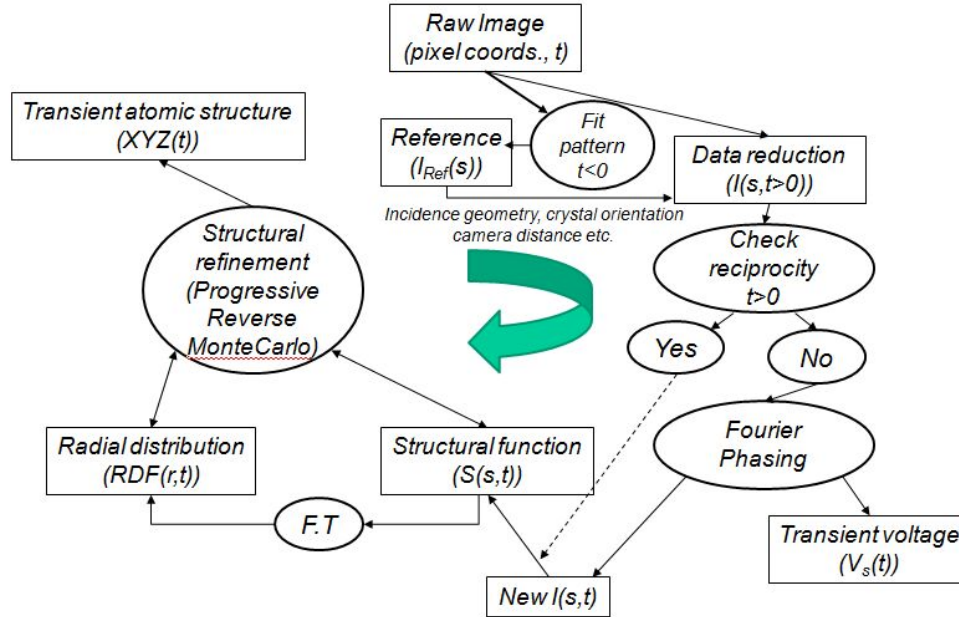 Raw Image
(pixel coords., t)
Transient atomic structure
(XYZ(t))
Reference
(I_Ref(s))
Fit
pattern
t<0
Data reduction
(I(s,t>0))
Incidence geometry, crystal orientation
camera distance etc.
Structural
refinement
(Progressive
Reverse
MonteCarlo)
Check
reciprocity
t>0
Yes
No
Radial distribution
(RDF(r,t))
Structural function
(S(s,t))
Fourier
Phasing
F.T
Transient voltage
(V_s(t))
New I(s,t)